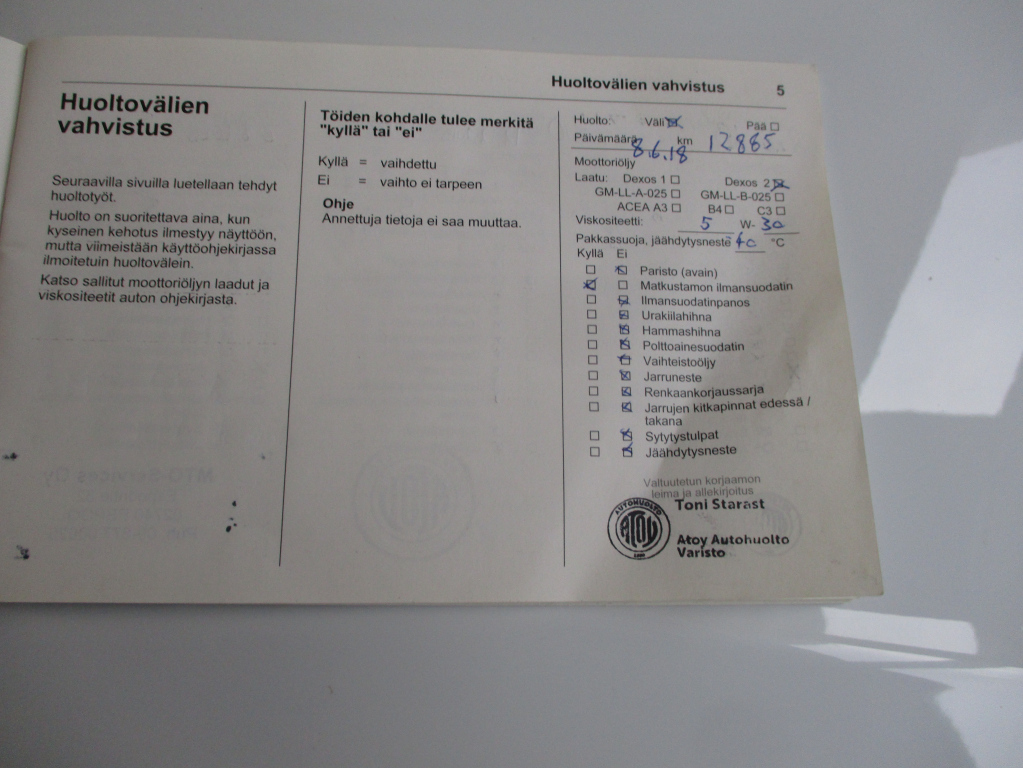 Huoltovälien vahvistus 5
Huoltovälien
vahvistus
Seuraavilla sivuilla luetellaan tehdyt
huoltotyöt.
Huolto on suoritettava aina, kun
kyseinen kehotus ilmestyy näyttöön,
mutta viimeistään käyttöohjekirjassa
ilmoitetuin huoltovälein.
Katso sallitut moottoriöljyn laadut ja
viskositeetit auton ohjekirjasta.
Töiden kohdalle tulee merkitä
"kyllä" tai "ei"
Kyllä = vaihdettu
Ei = vaihto ei tarpeen
Ohje
Annettuja tietoja ei saa muuttaa.
Huolto: Väli ☒ Pää ☐
Päivämäärä 8.6.18 km 12885
Moottoriöljy
Laatu: Dexos 1 ☐ Dexos 2 ☒
GM-LL-A-025 ☐ GM-LL-B-025 ☐
ACEA A3 ☐ B4 ☐ C3 ☐
Viskositeetti: 5 W- 30
Pakkassuoja, jäähdytysneste -40 °C
Kyllä Ei
☐ ☒ Paristo (avain)
☒ ☐ Matkustamon ilmansuodatin
☐ ☒ Ilmansuodatinpanos
☐ ☒ Urakiilahihna
☐ ☒ Hammashihna
☐ ☒ Polttoainesuodatin
☐ ☒ Vaihteistoöljy
☐ ☒ Jarruneste
☐ ☒ Renkaankorjaussarja
☐ ☒ Jarrujen kitkapinnat edessä /
takana
☐ ☒ Sytytystulpat
☐ ☒ Jäähdytysneste
Valtuutetun korjaamon
leima ja allekirjoitus
AUTOHUOLTO
ATOY
Toni Starast
Atoy Autohuolto
Varisto